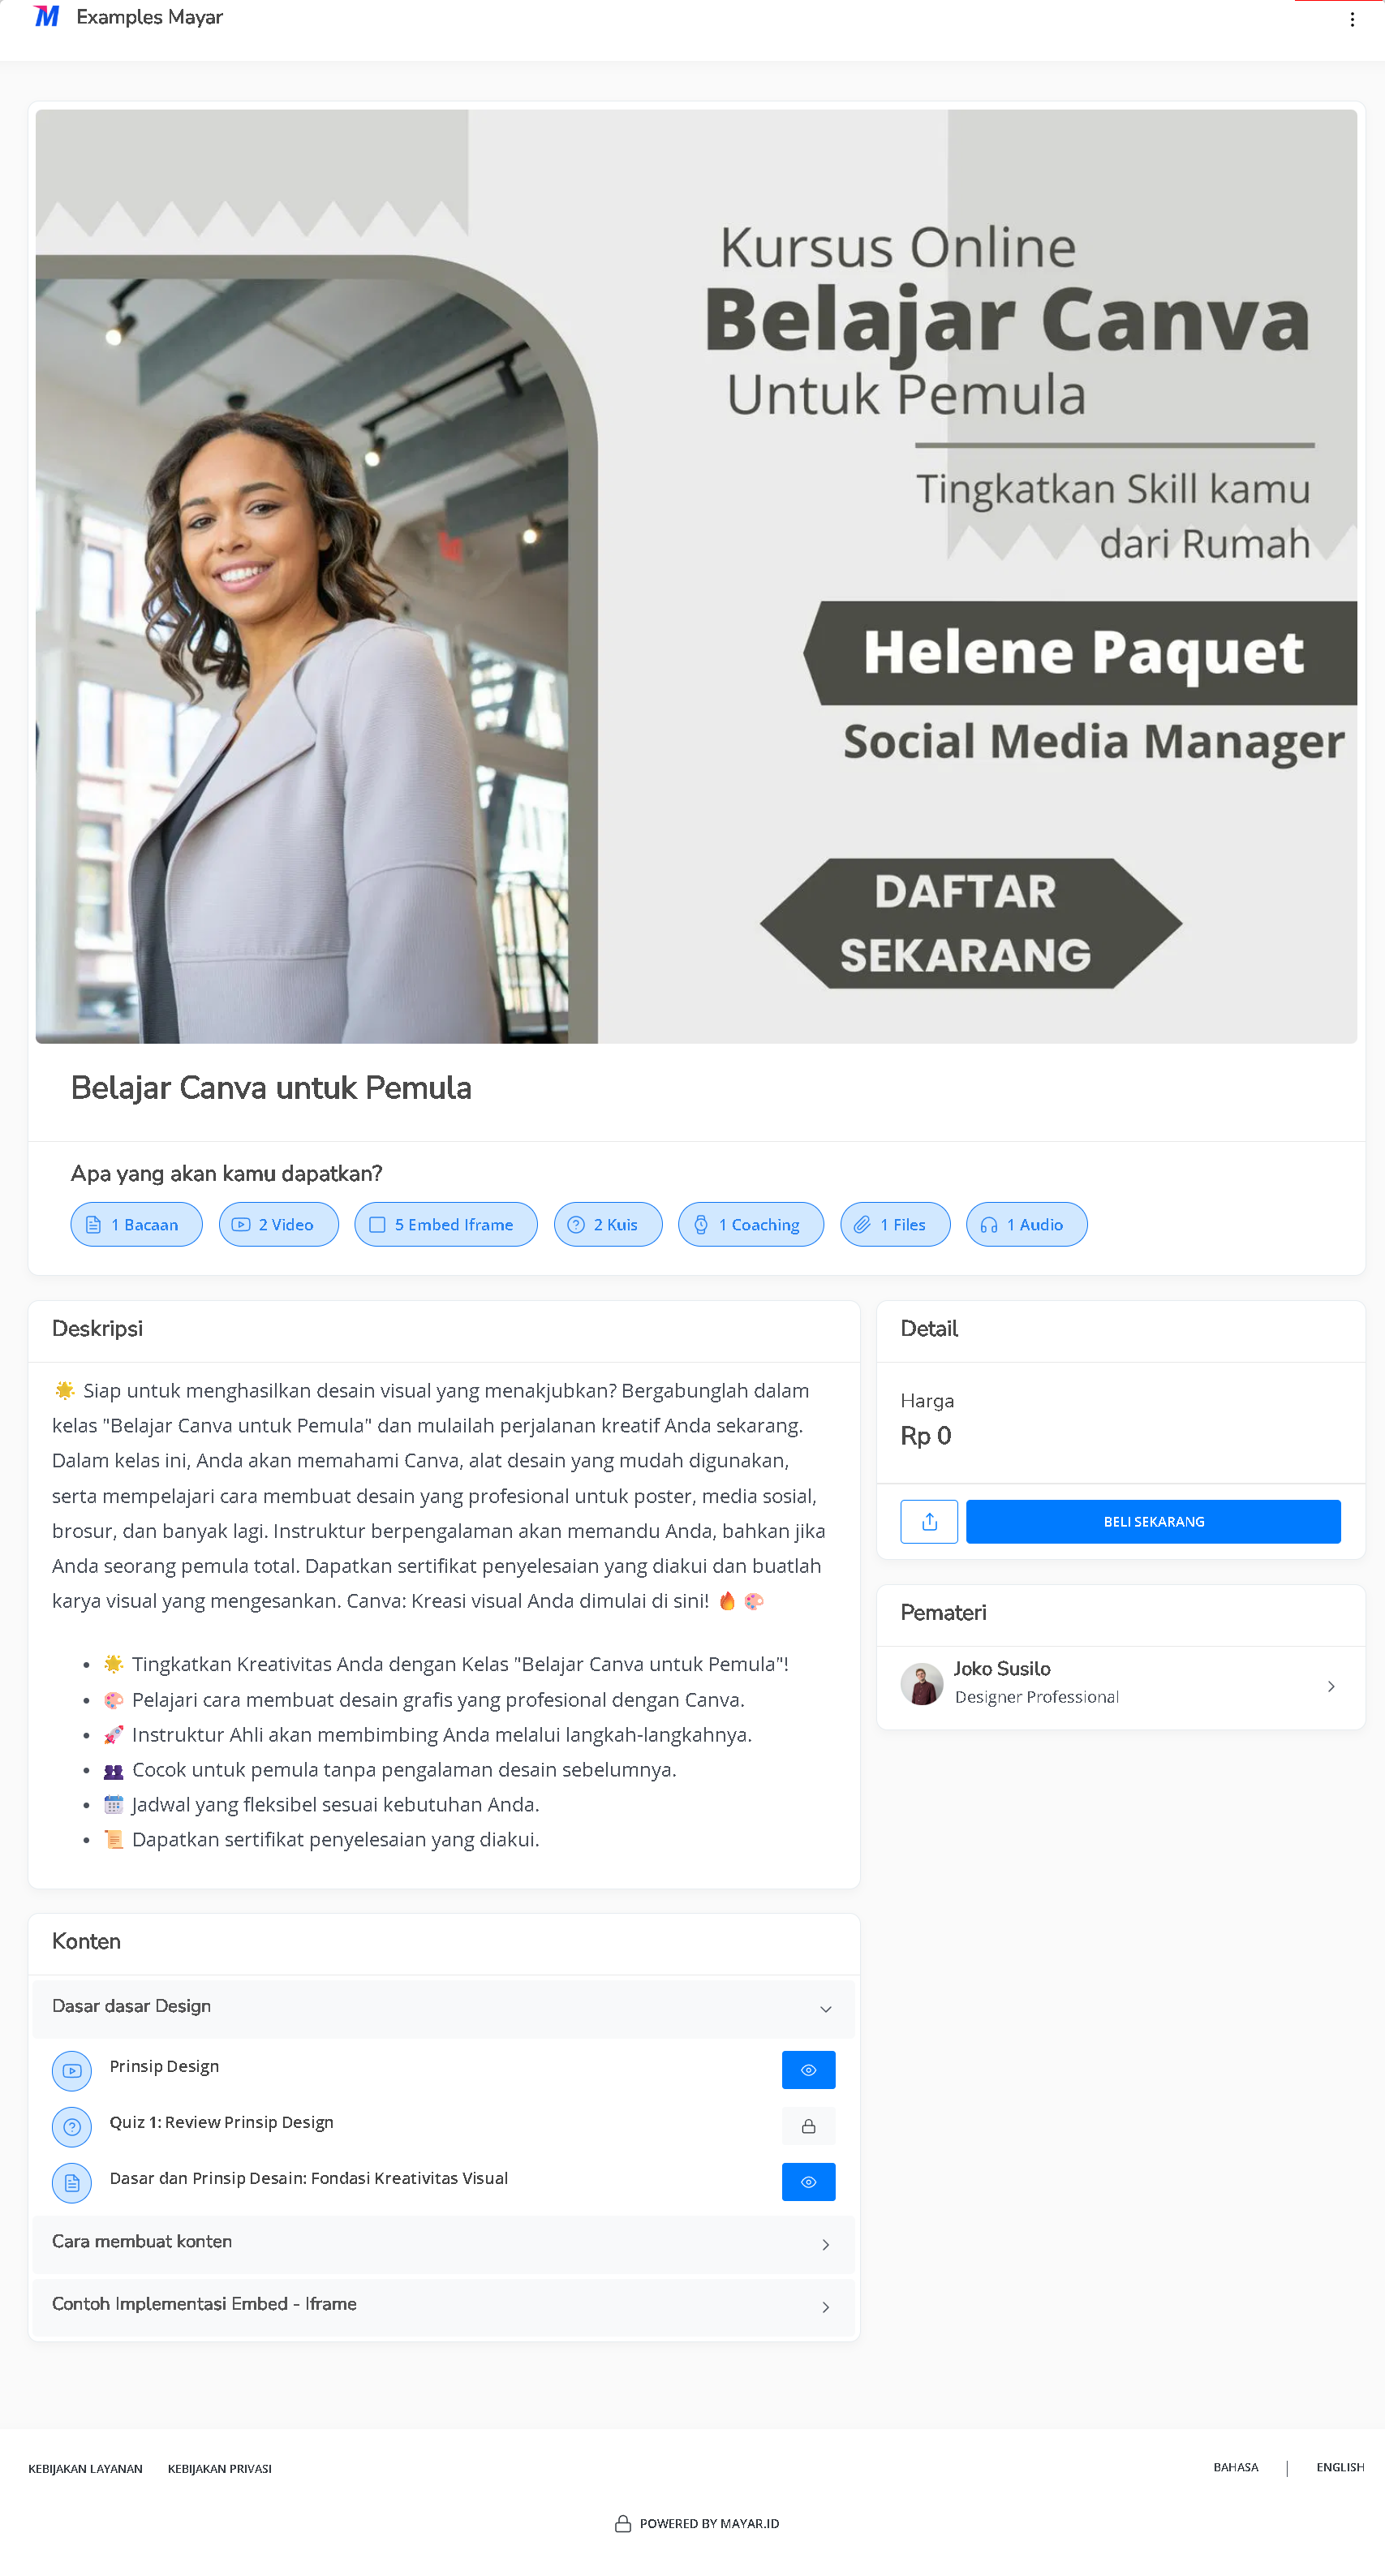 Examples Mayar
Kursus Online
Belajar Canva
Untuk Pemula
Tingkatkan Skill kamu
dari Rumah
Helene Paquet
Social Media Manager
DAFTAR
SEKARANG
Belajar Canva untuk Pemula
Apa yang akan kamu dapatkan?
1 Bacaan 2 Video 5 Embed Iframe 2 Kuis 1 Coaching 1 Files 1 Audio
Deskripsi
🌟 Siap untuk menghasilkan desain visual yang menakjubkan? Bergabunglah dalam
kelas "Belajar Canva untuk Pemula" dan mulailah perjalanan kreatif Anda sekarang.
Dalam kelas ini, Anda akan memahami Canva, alat desain yang mudah digunakan,
serta mempelajari cara membuat desain yang profesional untuk poster, media sosial,
brosur, dan banyak lagi. Instruktur berpengalaman akan memandu Anda, bahkan jika
Anda seorang pemula total. Dapatkan sertifikat penyelesaian yang diakui dan buatlah
karya visual yang mengesankan. Canva: Kreasi visual Anda dimulai di sini! 🔥 🎨
• 🌟 Tingkatkan Kreativitas Anda dengan Kelas "Belajar Canva untuk Pemula"!
• 🎨 Pelajari cara membuat desain grafis yang profesional dengan Canva.
• 🚀 Instruktur Ahli akan membimbing Anda melalui langkah-langkahnya.
• 👥 Cocok untuk pemula tanpa pengalaman desain sebelumnya.
• 📅 Jadwal yang fleksibel sesuai kebutuhan Anda.
• 📜 Dapatkan sertifikat penyelesaian yang diakui.
Detail
Harga
Rp 0
BELI SEKARANG
Pemateri
Joko Susilo
Designer Professional
Konten
Dasar dasar Design
Prinsip Design
Quiz 1: Review Prinsip Design
Dasar dan Prinsip Desain: Fondasi Kreativitas Visual
Cara membuat konten
Contoh Implementasi Embed - Iframe
KEBIJAKAN LAYANAN KEBIJAKAN PRIVASI
BAHASA | ENGLISH
POWERED BY MAYAR.ID